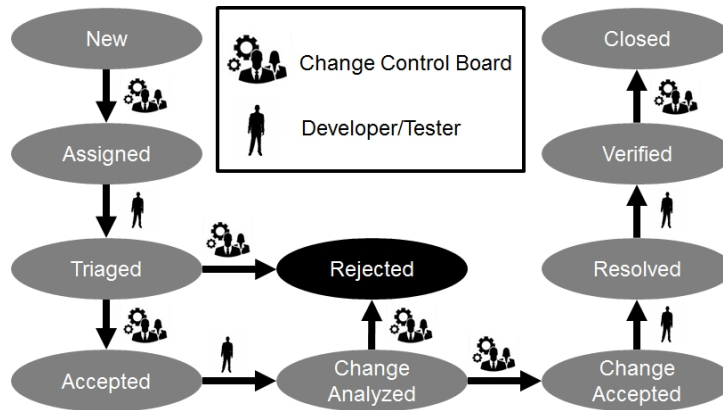 New
Closed
Change Control Board
Developer/Tester
Assigned
Verified
Triaged
Rejected
Resolved
Accepted
Change
Analyzed
Change
Accepted